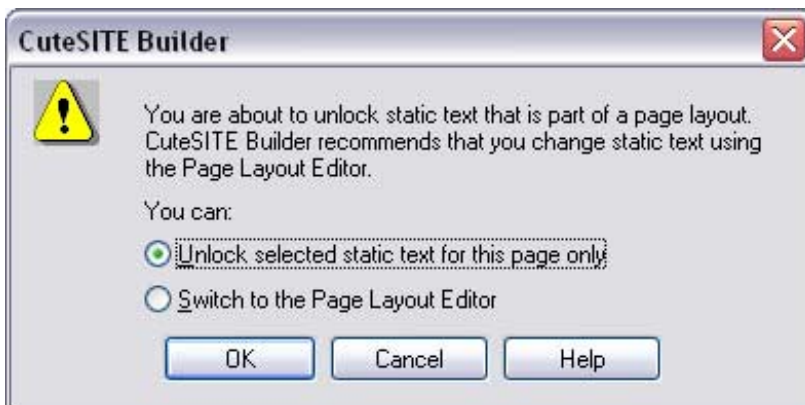 CuteSITE Builder
You are about to unlock static text that is part of a page layout.
CuteSITE Builder recommends that you change static text using
the Page Layout Editor.
You can:
Unlock selected static text for this page only
Switch to the Page Layout Editor
OK Cancel Help